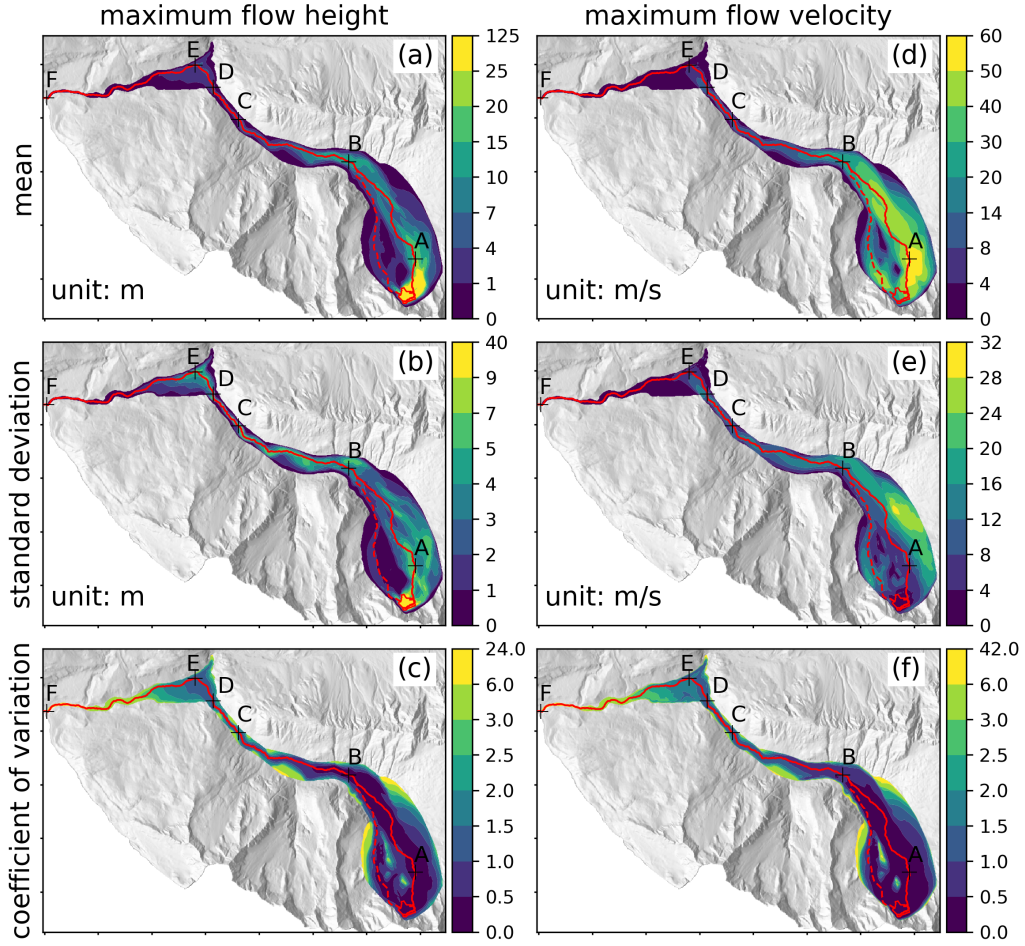 maximum flow height
maximum flow velocity
mean
(a)
F
E
D
C
B
A
unit: m
125
25
20
15
10
7
4
1
0
(d)
F
E
D
C
B
A
unit: m/s
60
50
40
30
20
14
8
4
0
standard deviation
(b)
F
E
D
C
B
A
unit: m
40
9
7
5
4
3
2
1
0
(e)
F
E
D
C
B
A
unit: m/s
32
28
24
20
16
12
8
4
0
coefficient of variation
(c)
F
E
D
C
B
A
24.0
6.0
3.0
2.5
2.0
1.5
1.0
0.5
0.0
(f)
F
E
D
C
B
A
42.0
6.0
3.0
2.5
2.0
1.5
1.0
0.5
0.0